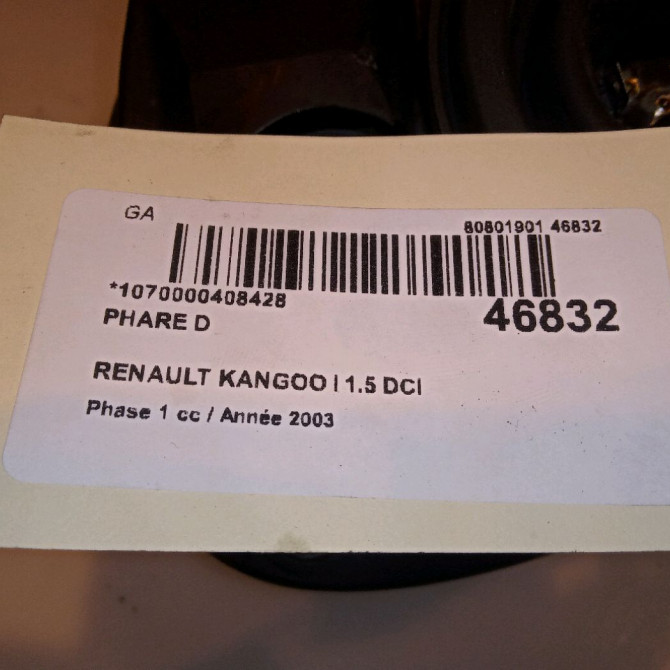 GA
80801901 46832
*1070000408428
46832
PHARE D
RENAULT KANGOO I 1.5 DCI
Phase 1 cc / Année 2003